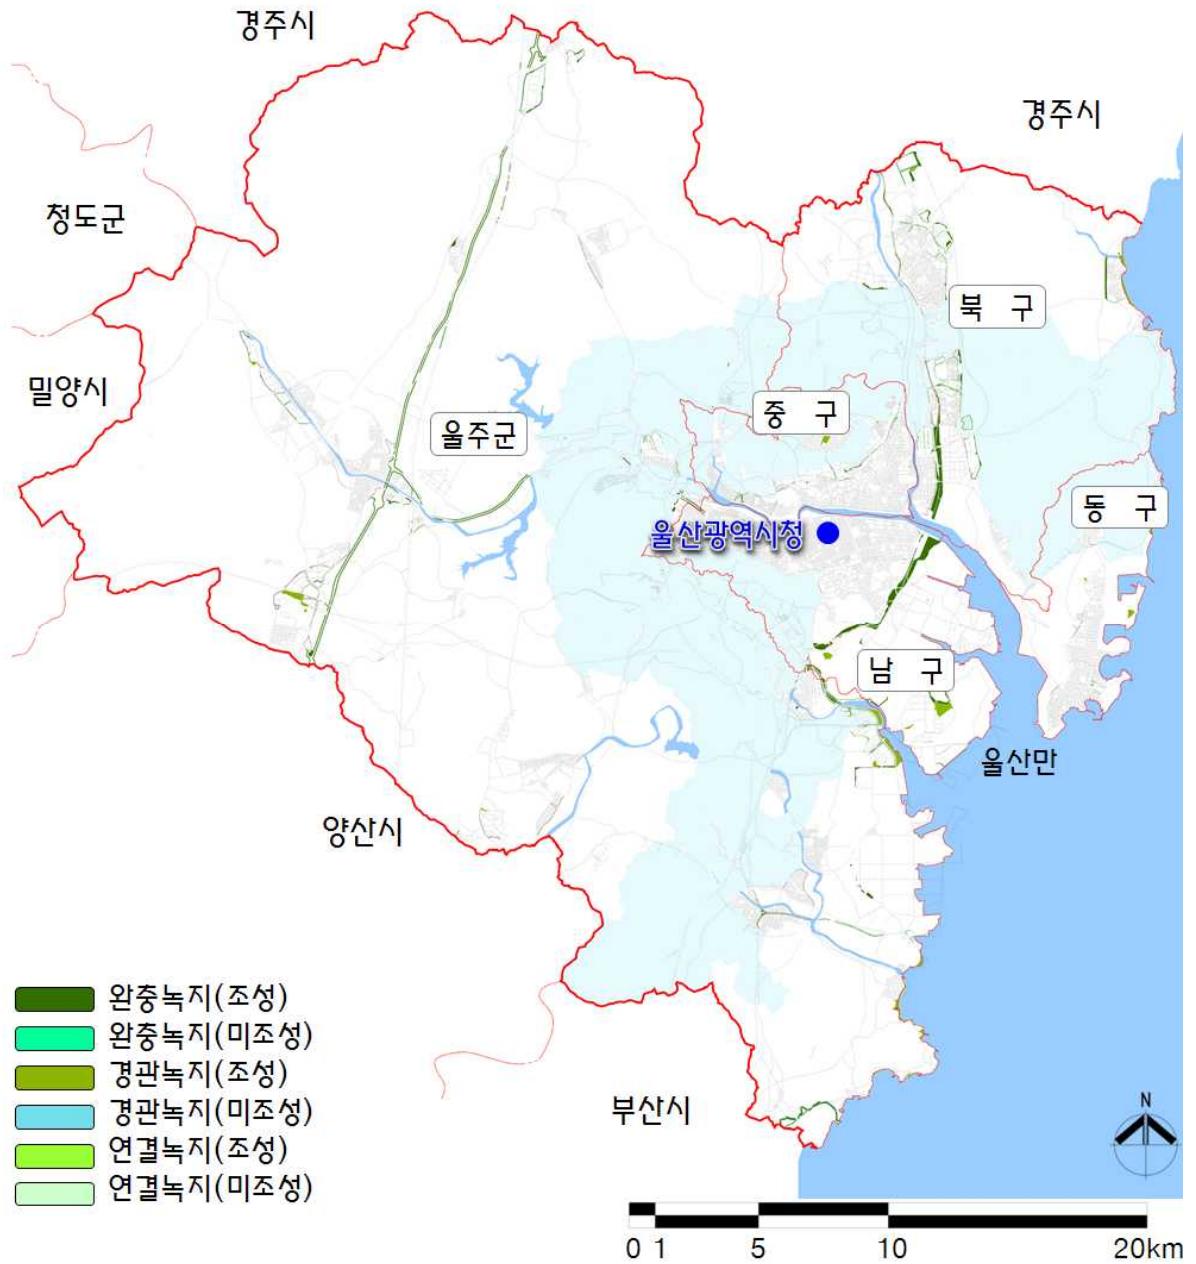 경주시
경주시
청도군
북 구
밀양시
중 구
울주군
동 구
울산광역시청
남 구
울산만
양산시
완충녹지(조성)
완충녹지(미조성)
경관녹지(조성)
경관녹지(미조성)
연결녹지(조성)
연결녹지(미조성)
부산시
N
0 1 5 10 20km